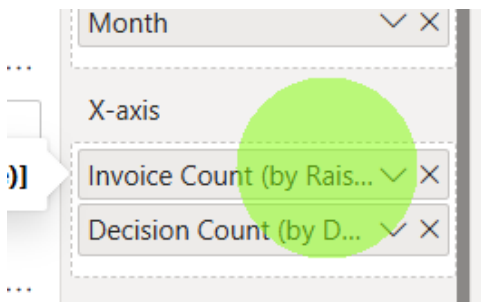 Month
...
X-axis
)]
Invoice Count (by Rais...
Decision Count (by D...
...